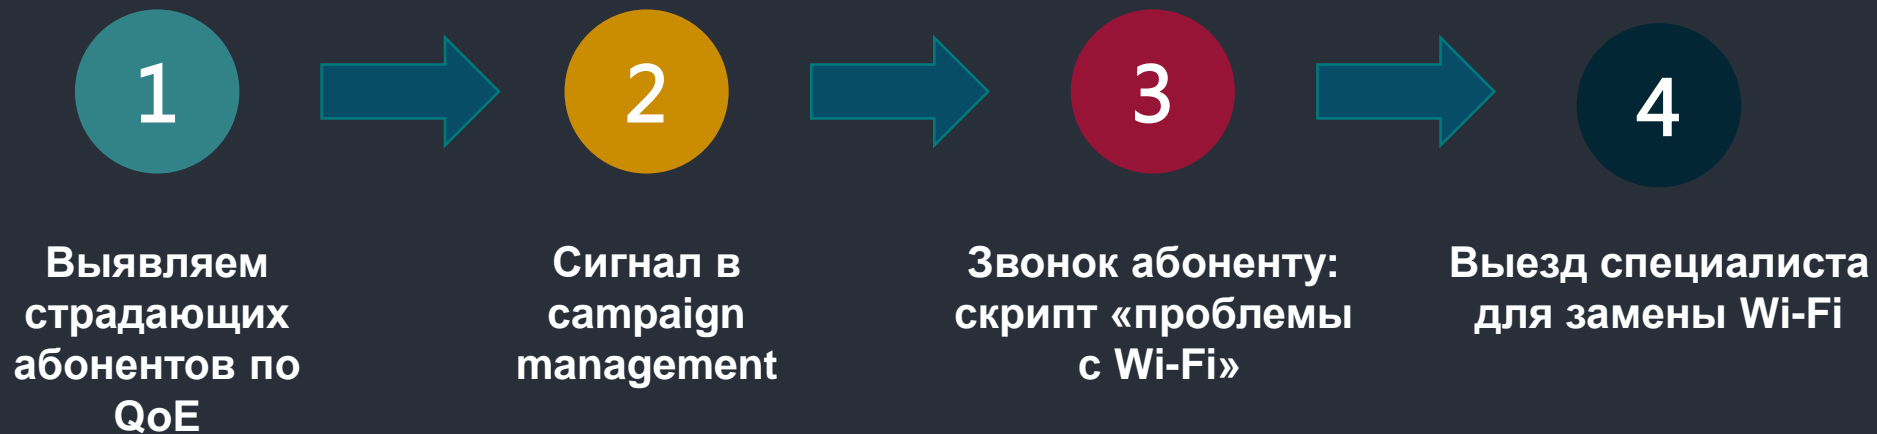 1
2
3
4
Выявляем
страдающих
абонентов по
QoE
Сигнал в
campaign
management
Звонок абоненту:
скрипт «проблемы
с Wi-Fi»
Выезд специалиста
для замены Wi-Fi